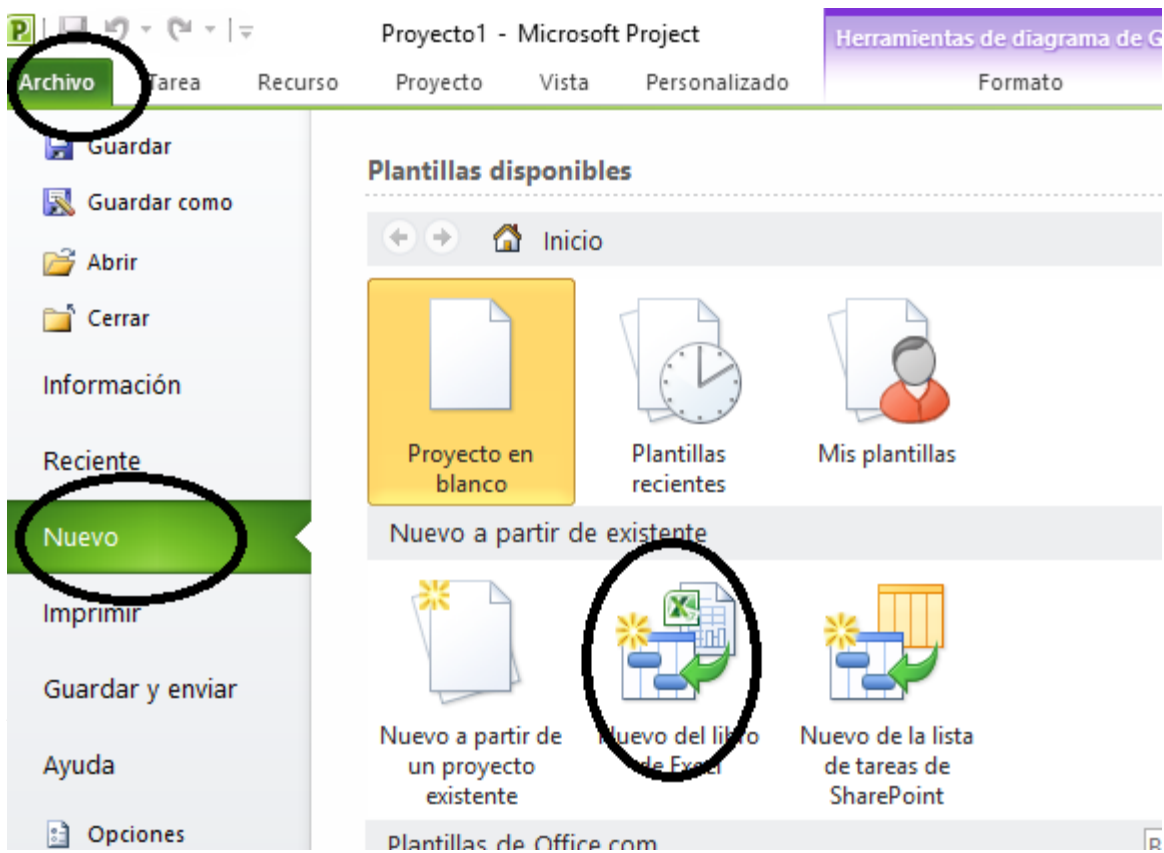 Proyecto1 - Microsoft Project
Herramientas de diagrama de G
Archivo Tarea Recurso Proyecto Vista Personalizado Formato
Guardar
Guardar como
Abrir
Cerrar
Información
Reciente
Nuevo
Imprimir
Guardar y enviar
Ayuda
Opciones
Plantillas disponibles
Inicio
Proyecto en
blanco
Plantillas
recientes
Mis plantillas
Nuevo a partir de existente
Nuevo a partir de
un proyecto
existente
Nuevo del libro
de Excel
Nuevo de la lista
de tareas de
SharePoint
Plantillas de Office.com
B